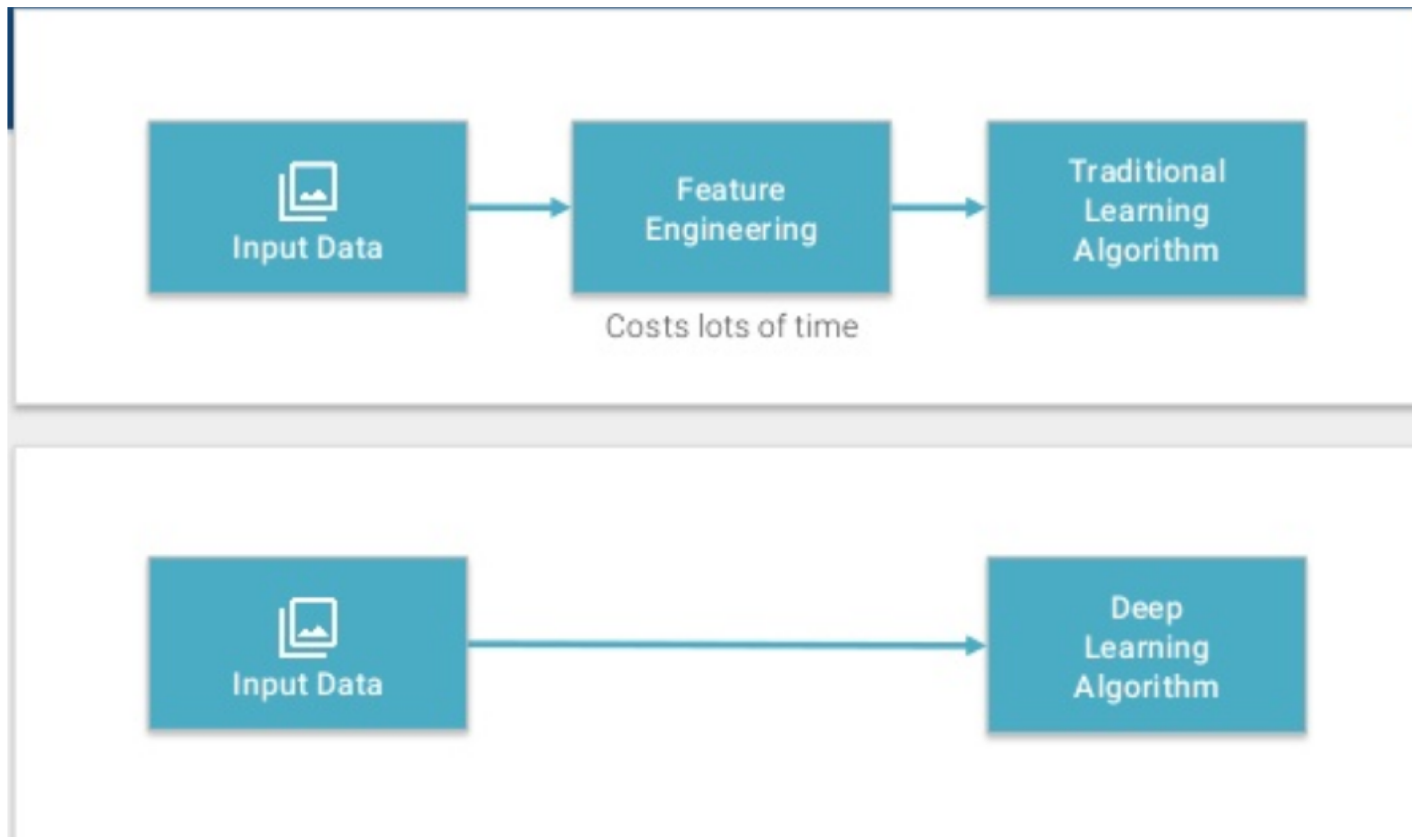 Input Data
Feature
Engineering
Traditional
Learning
Algorithm
Costs lots of time
Input Data
Deep
Learning
Algorithm